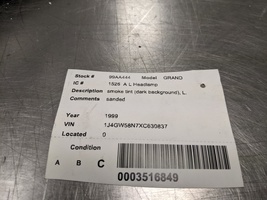 Stock # 99AA444 Model GRAND
IC # 1526 A L Headlamp
Description smoke tint (dark background), L.
Comments sanded
Year 1999
VIN 1J4GW58N7XC630837
Located 0
Condition
A B C
0003516849